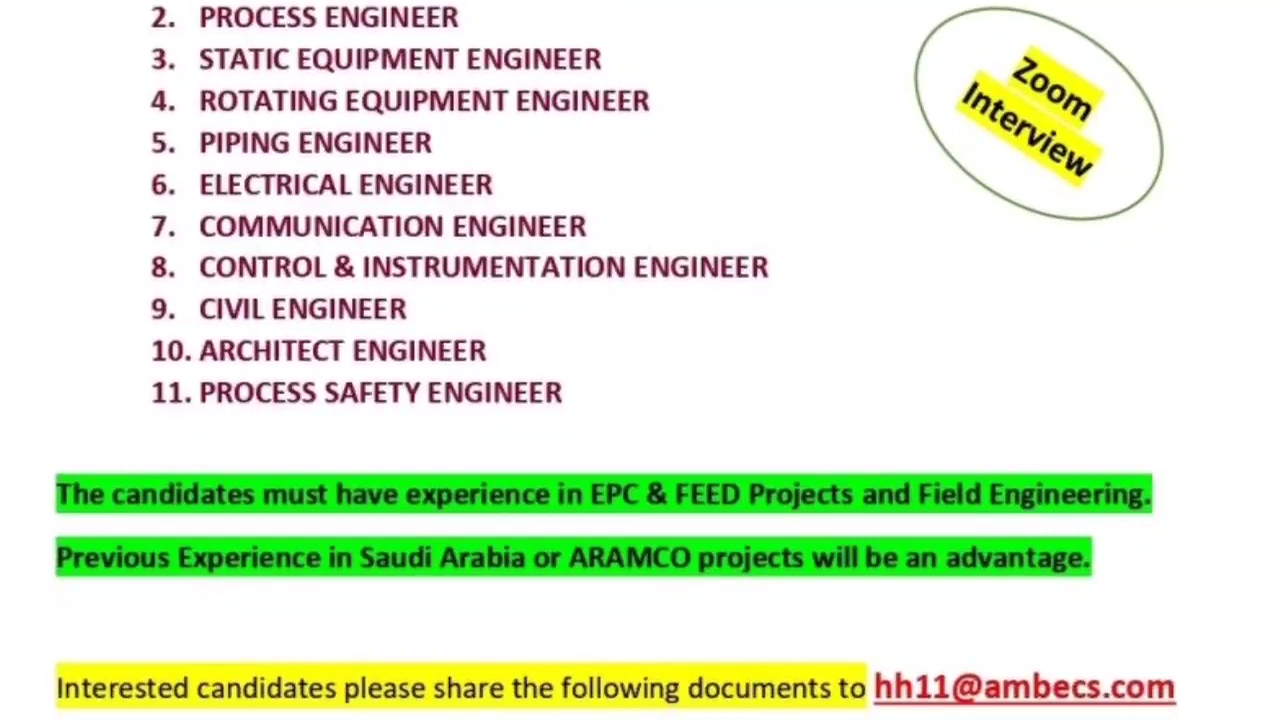 2. PROCESS ENGINEER
3. STATIC EQUIPMENT ENGINEER
4. ROTATING EQUIPMENT ENGINEER
5. PIPING ENGINEER
6. ELECTRICAL ENGINEER
7. COMMUNICATION ENGINEER
8. CONTROL & INSTRUMENTATION ENGINEER
9. CIVIL ENGINEER
10. ARCHITECT ENGINEER
11. PROCESS SAFETY ENGINEER
Zoom
Interview
The candidates must have experience in EPC & FEED Projects and Field Engineering.
Previous Experience in Saudi Arabia or ARAMCO projects will be an advantage.
Interested candidates please share the following documents to hh11@ambecs.com